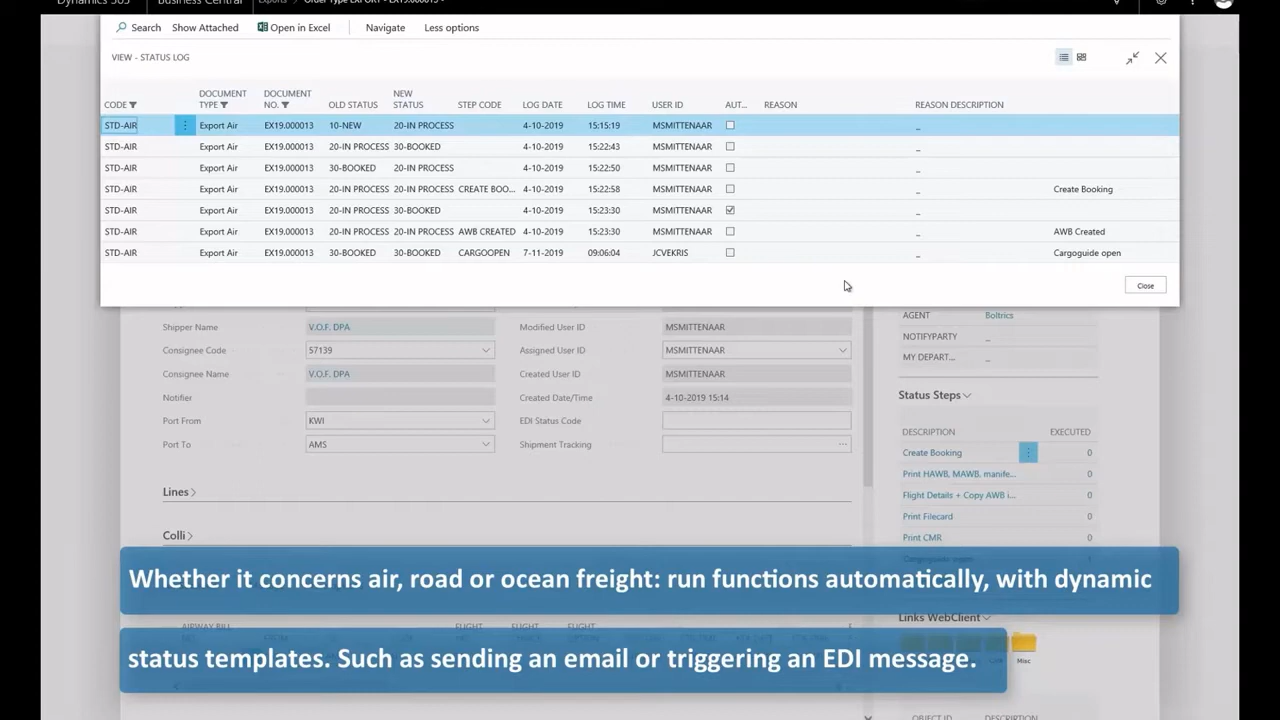 Dynamics 365 Business Central Exports Order Type EXPORT - EX19.000013 -
Search Show Attached Open in Excel Navigate Less options
VIEW - STATUS LOG
CODE DOCUMENT TYPE DOCUMENT NO. OLD STATUS NEW STATUS STEP CODE LOG DATE LOG TIME USER ID AUT... REASON REASON DESCRIPTION
STD-AIR Export Air EX19.000013 10-NEW 20-IN PROCESS 4-10-2019 15:15:19 MSMITTENAAR _
STD-AIR Export Air EX19.000013 20-IN PROCESS 30-BOOKED 4-10-2019 15:22:43 MSMITTENAAR _
STD-AIR Export Air EX19.000013 30-BOOKED 20-IN PROCESS 4-10-2019 15:22:50 MSMITTENAAR _
STD-AIR Export Air EX19.000013 20-IN PROCESS 20-IN PROCESS CREATE BOO... 4-10-2019 15:22:58 MSMITTENAAR _ Create Booking
STD-AIR Export Air EX19.000013 20-IN PROCESS 30-BOOKED 4-10-2019 15:23:30 MSMITTENAAR _
STD-AIR Export Air EX19.000013 20-IN PROCESS 20-IN PROCESS AWB CREATED 4-10-2019 15:23:30 MSMITTENAAR _ AWB Created
STD-AIR Export Air EX19.000013 30-BOOKED 30-BOOKED CARGOOPEN 7-11-2019 09:06:04 JCVEKRIS _ Cargoguide open
Close
Shipper Name V.O.F. DPA Modified User ID MSMITTENAAR
Consignee Code 57139 Assigned User ID MSMITTENAAR
Consignee Name V.O.F. DPA Created User ID MSMITTENAAR
Notifier Created Date/Time 4-10-2019 15:14
Port From KWI EDI Status Code
Port To AMS Shipment Tracking ...
Lines
Colli
AGENT Boltrics
NOTIFYPARTY _
MY DEPART... _
Status Steps
DESCRIPTION EXECUTED
Create Booking 0
Print HAWB, MAWB, manife... 0
Flight Details + Copy AWB i... 0
Print Filecard 0
Print CMR 0
Whether it concerns air, road or ocean freight: run functions automatically, with dynamic
status templates. Such as sending an email or triggering an EDI message.
Links WebClient
Misc
OBJECT ID DESCRIPTION